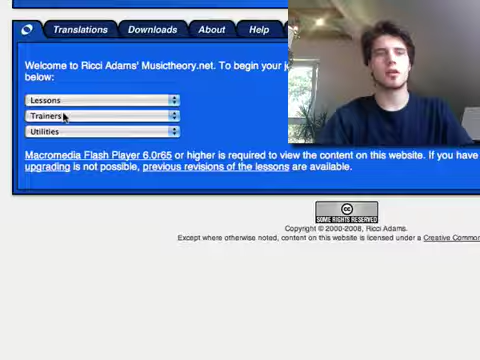 Translations Downloads About Help
Welcome to Ricci Adams' Musictheory.net. To begin your
below:
Lessons
Trainers
Utilities
Macromedia Flash Player 6.0r65 or higher is required to view the content on this website. If you have
upgrading is not possible, previous revisions of the lessons are available.
cc
SOME RIGHTS RESERVED
Copyright © 2000-2008, Ricci Adams.
Except where otherwise noted, content on this website is licensed under a Creative Common